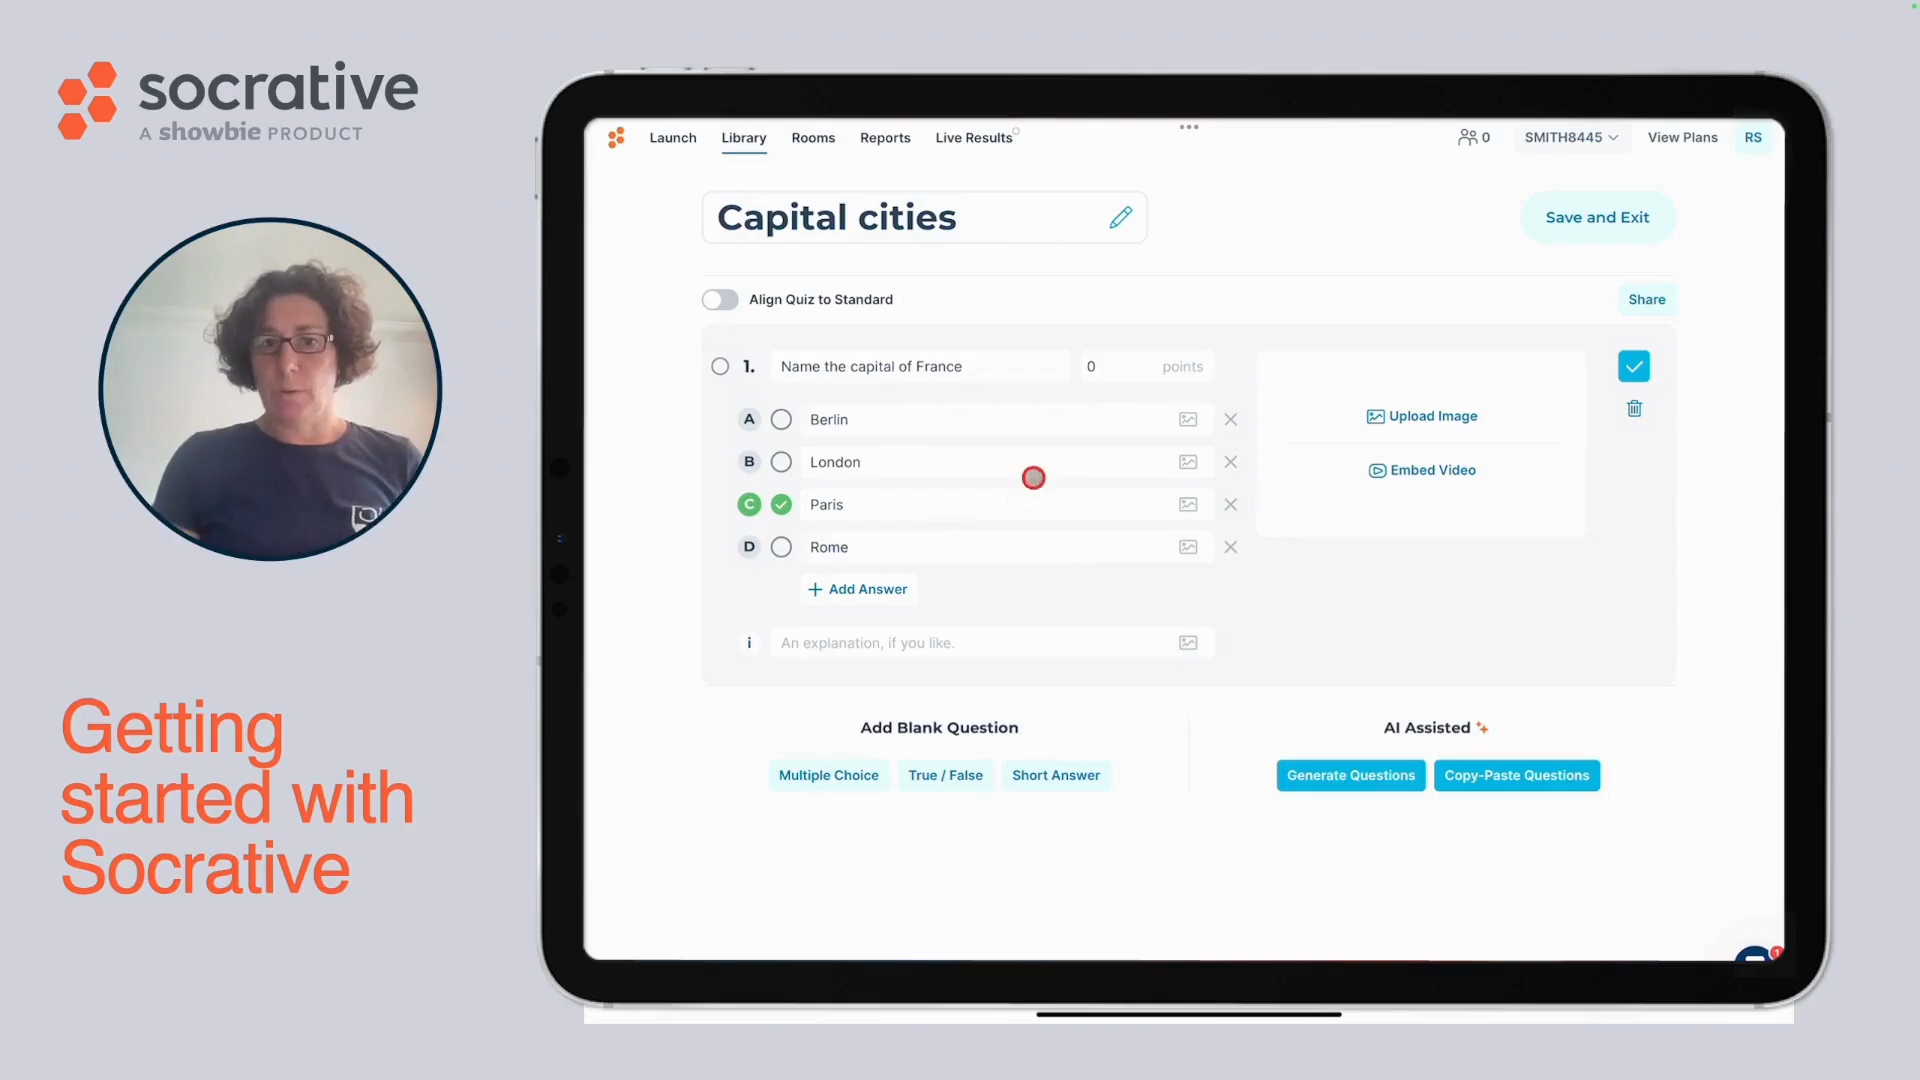 socrative
A showbie PRODUCT
Getting
started with
Socrative
Launch
Library
Rooms
Reports
Live Results
0
SMITH8445
View Plans
RS
Capital cities
Save and Exit
Align Quiz to Standard
Share
1.
Name the capital of France
0
points
A
Berlin
B
London
C
Paris
D
Rome
Add Answer
i
An explanation, if you like.
Upload Image
Embed Video
Add Blank Question
Multiple Choice
True / False
Short Answer
AI Assisted
Generate Questions
Copy-Paste Questions
1